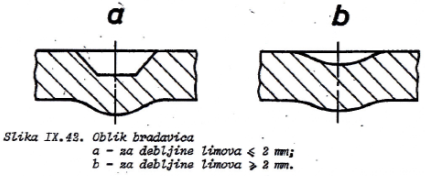 a b
Slika IX.43. Oblik bradavica
a - za debljine limova ⩽ 2 mm;
b - za debljine limova ⩾ 2 mm.